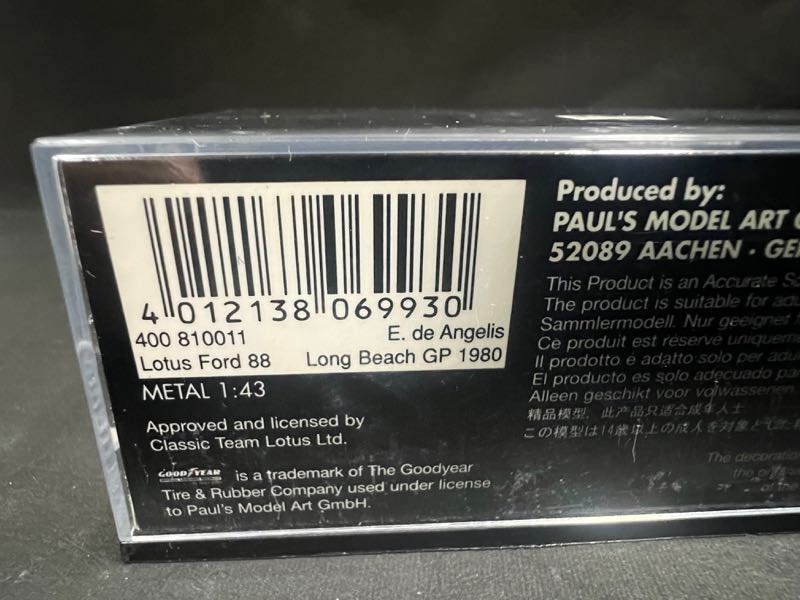 4 012138 069930
400 810011 E. de Angelis
Lotus Ford 88 Long Beach GP 1980
METAL 1:43
Approved and licensed by
Classic Team Lotus Ltd.
GOODYEAR is a trademark of The Goodyear
Tire & Rubber Company used under license
to Paul's Model Art GmbH.
Produced by:
PAUL'S MODEL ART
52089 AACHEN · GE
This Product is an Accurate
The product is suitable for
Sammlermodell. Nur geeignet
Ce produit est réservé
Il prodotto é adatto solo per
El producto es solo adecuado
Alleen geschikt voor volwassenen
精品模型，此产品只适合成年人士
この模型は14歳以上の成人を対象とした
The decoration
the